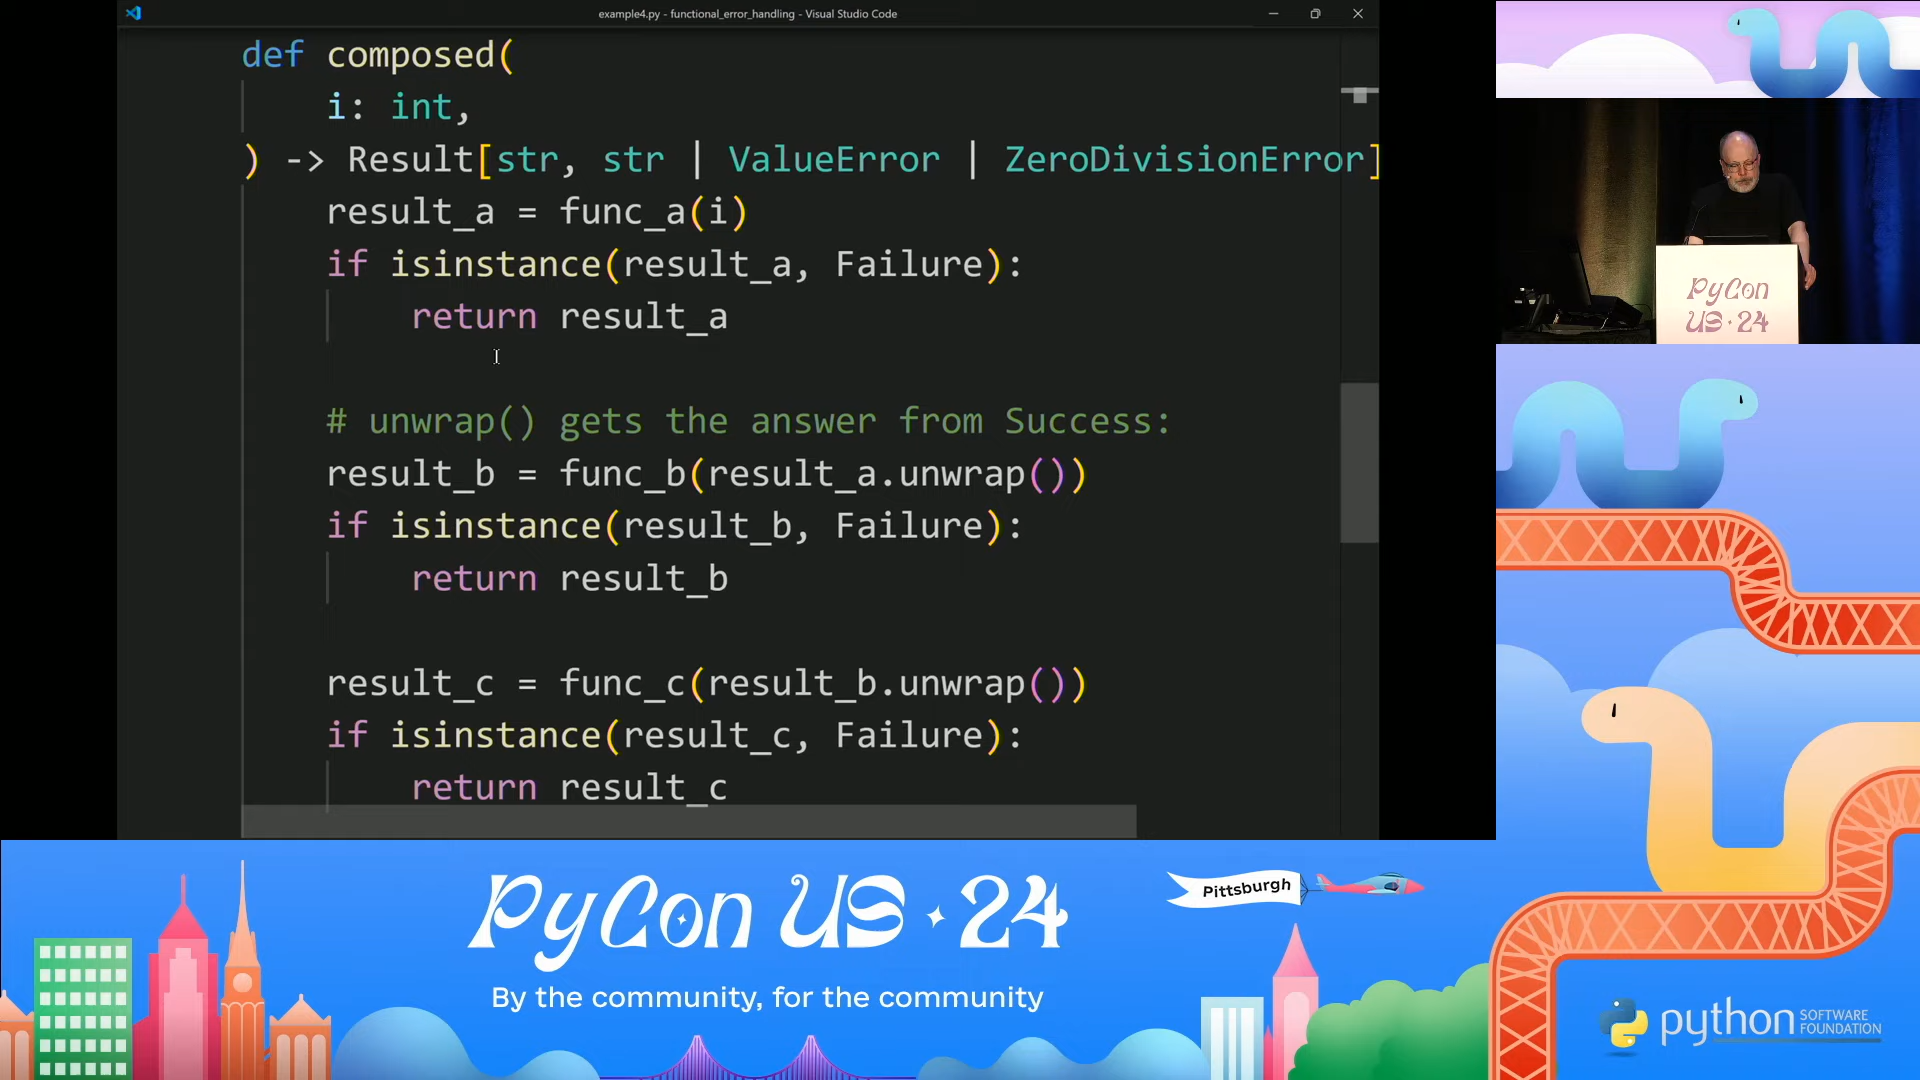 example4.py - functional_error_handling - Visual Studio Code
def composed(
i: int,
) -> Result[str, str | ValueError | ZeroDivisionError]
result_a = func_a(i)
if isinstance(result_a, Failure):
return result_a
# unwrap() gets the answer from Success:
result_b = func_b(result_a.unwrap())
if isinstance(result_b, Failure):
return result_b
result_c = func_c(result_b.unwrap())
if isinstance(result_c, Failure):
return result_c
PyCon
US·24
PyCon US · 24
By the community, for the community
Pittsburgh
python
SOFTWARE
FOUNDATION